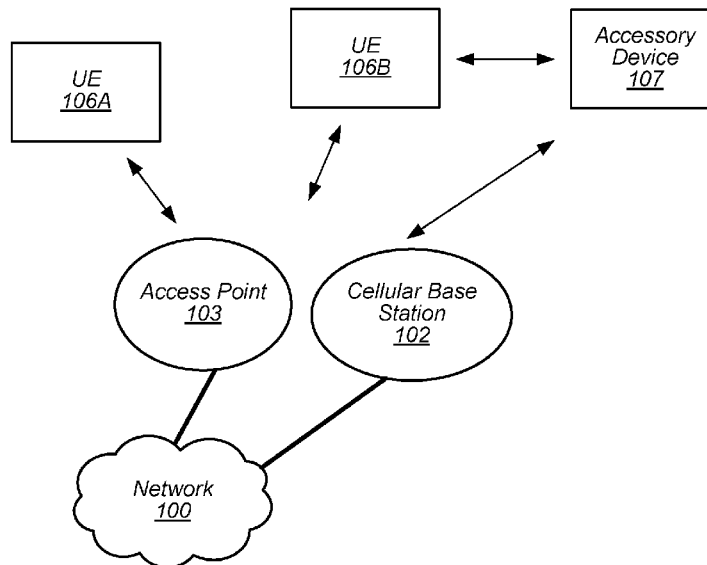 UE
106A
UE
106B
Accessory
Device
107
Access Point
103
Cellular Base
Station
102
Network
100